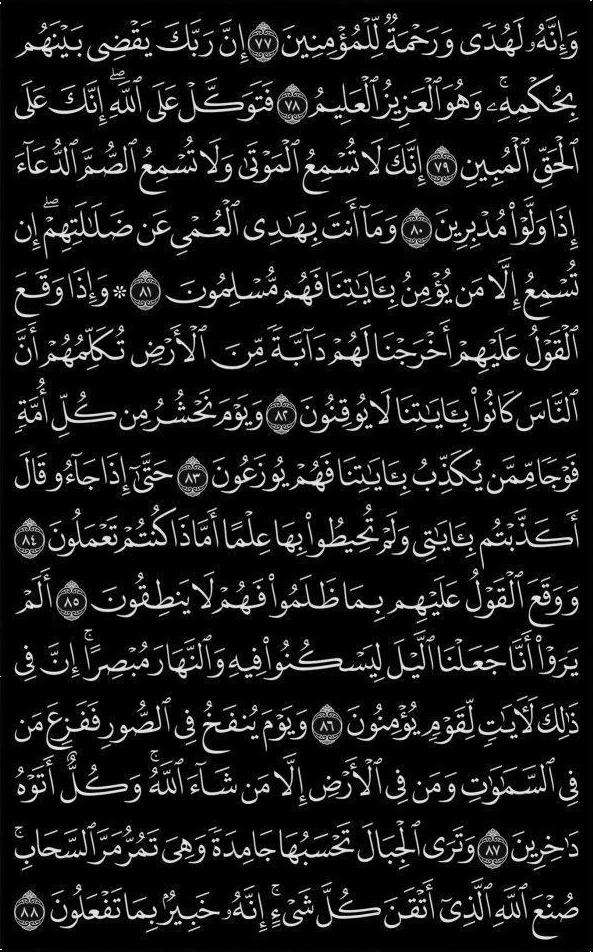 وَإِنَّهُۥ لَهُدًى وَرَحْمَةٌ لِّلْمُؤْمِنِينَ ٧٧ إِنَّ رَبَّكَ يَقْضِى بَيْنَهُم
بِحُكْمِهِۦۚ وَهُوَ ٱلْعَزِيزُ ٱلْعَلِيمُ ٧٨ فَتَوَكَّلْ عَلَى ٱللَّهِۖ إِنَّكَ عَلَى
ٱلْحَقِّ ٱلْمُبِينِ ٧٩ إِنَّكَ لَا تُسْمِعُ ٱلْمَوْتَىٰ وَلَا تُسْمِعُ ٱلصُّمَّ ٱلدُّعَآءَ
إِذَا وَلَّوْا۟ مُدْبِرِينَ ٨٠ وَمَآ أَنتَ بِهَـٰدِى ٱلْعُمْىِ عَن ضَلَـٰلَتِهِمْۖ إِن
تُسْمِعُ إِلَّا مَن يُؤْمِنُ بِـَٔايَـٰتِنَا فَهُم مُّسْلِمُونَ ٨١ ۞ وَإِذَا وَقَعَ
ٱلْقَوْلُ عَلَيْهِمْ أَخْرَجْنَا لَهُمْ دَآبَّةً مِّنَ ٱلْأَرْضِ تُكَلِّمُهُمْ أَنَّ
ٱلنَّاسَ كَانُوا۟ بِـَٔايَـٰتِنَا لَا يُوقِنُونَ ٨٢ وَيَوْمَ نَحْشُرُ مِن كُلِّ أُمَّةٍ
فَوْجًا مِّمَّن يُكَذِّبُ بِـَٔايَـٰتِنَا فَهُمْ يُوزَعُونَ ٨٣ حَتَّىٰٓ إِذَا جَآءُو قَالَ
أَكَذَّبْتُم بِـَٔايَـٰتِى وَلَمْ تُحِيطُوا۟ بِهَا عِلْمًا أَمَّاذَا كُنتُمْ تَعْمَلُونَ ٨٤
وَوَقَعَ ٱلْقَوْلُ عَلَيْهِم بِمَا ظَلَمُوا۟ فَهُمْ لَا يَنطِقُونَ ٨٥ أَلَمْ
يَرَوْا۟ أَنَّا جَعَلْنَا ٱلَّيْلَ لِيَسْكُنُوا۟ فِيهِ وَٱلنَّهَارَ مُبْصِرًاۚ إِنَّ فِى
ذَٰلِكَ لَـَٔايَـٰتٍ لِّقَوْمٍ يُؤْمِنُونَ ٨٦ وَيَوْمَ يُنفَخُ فِى ٱلصُّورِ فَفَزِعَ مَن
فِى ٱلسَّمَـٰوَٰتِ وَمَن فِى ٱلْأَرْضِ إِلَّا مَن شَآءَ ٱللَّهُۚ وَكُلٌّ أَتَوْهُ
دَٰخِرِينَ ٨٧ وَتَرَى ٱلْجِبَالَ تَحْسَبُهَا جَامِدَةً وَهِىَ تَمُرُّ مَرَّ ٱلسَّحَابِۚ
صُنْعَ ٱللَّهِ ٱلَّذِىٓ أَتْقَنَ كُلَّ شَىْءٍۚ إِنَّهُۥ خَبِيرٌۢ بِمَا تَفْعَلُونَ ٨٨